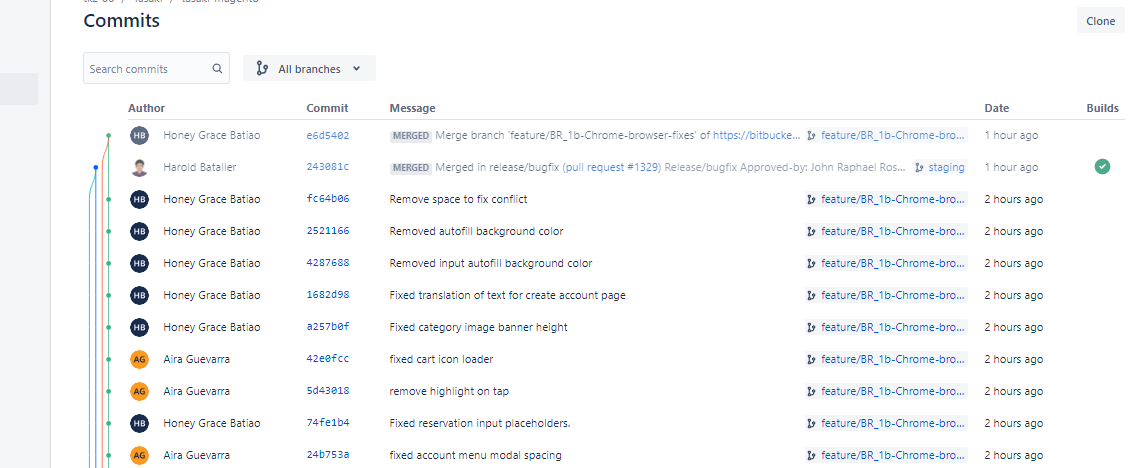 Commits
Clone
Search commits
All branches
Author Commit Message Date Builds
HB Honey Grace Batiao e6d5402 MERGED Merge branch 'feature/BR_1b-Chrome-browser-fixes' of https://bitbucke... feature/BR_1b-Chrome-bro... 1 hour ago
Harold Bataller 243081c MERGED Merged in release/bugfix (pull request #1329) Release/bugfix Approved-by: John Raphael Ros... staging 1 hour ago
HB Honey Grace Batiao fc64b06 Remove space to fix conflict feature/BR_1b-Chrome-bro... 2 hours ago
HB Honey Grace Batiao 2521166 Removed autofill background color feature/BR_1b-Chrome-bro... 2 hours ago
HB Honey Grace Batiao 4287688 Removed input autofill background color feature/BR_1b-Chrome-bro... 2 hours ago
HB Honey Grace Batiao 1682d98 Fixed translation of text for create account page feature/BR_1b-Chrome-bro... 2 hours ago
HB Honey Grace Batiao a257b0f Fixed category image banner height feature/BR_1b-Chrome-bro... 2 hours ago
AG Aira Guevarra 42e0fcc fixed cart icon loader feature/BR_1b-Chrome-bro... 2 hours ago
AG Aira Guevarra 5d43018 remove highlight on tap feature/BR_1b-Chrome-bro... 2 hours ago
HB Honey Grace Batiao 74fe1b4 Fixed reservation input placeholders. feature/BR_1b-Chrome-bro... 2 hours ago
AG Aira Guevarra 24b753a fixed account menu modal spacing feature/BR_1b-Chrome-bro... 2 hours ago